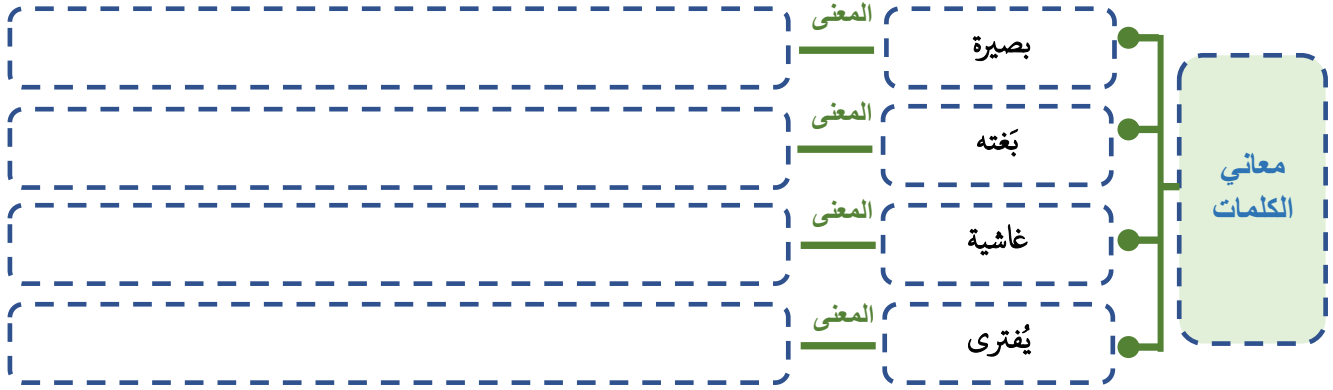 معاني
الكلمات
بصيرة
المعنى
بَغته
المعنى
غاشية
المعنى
يُفترى
المعنى